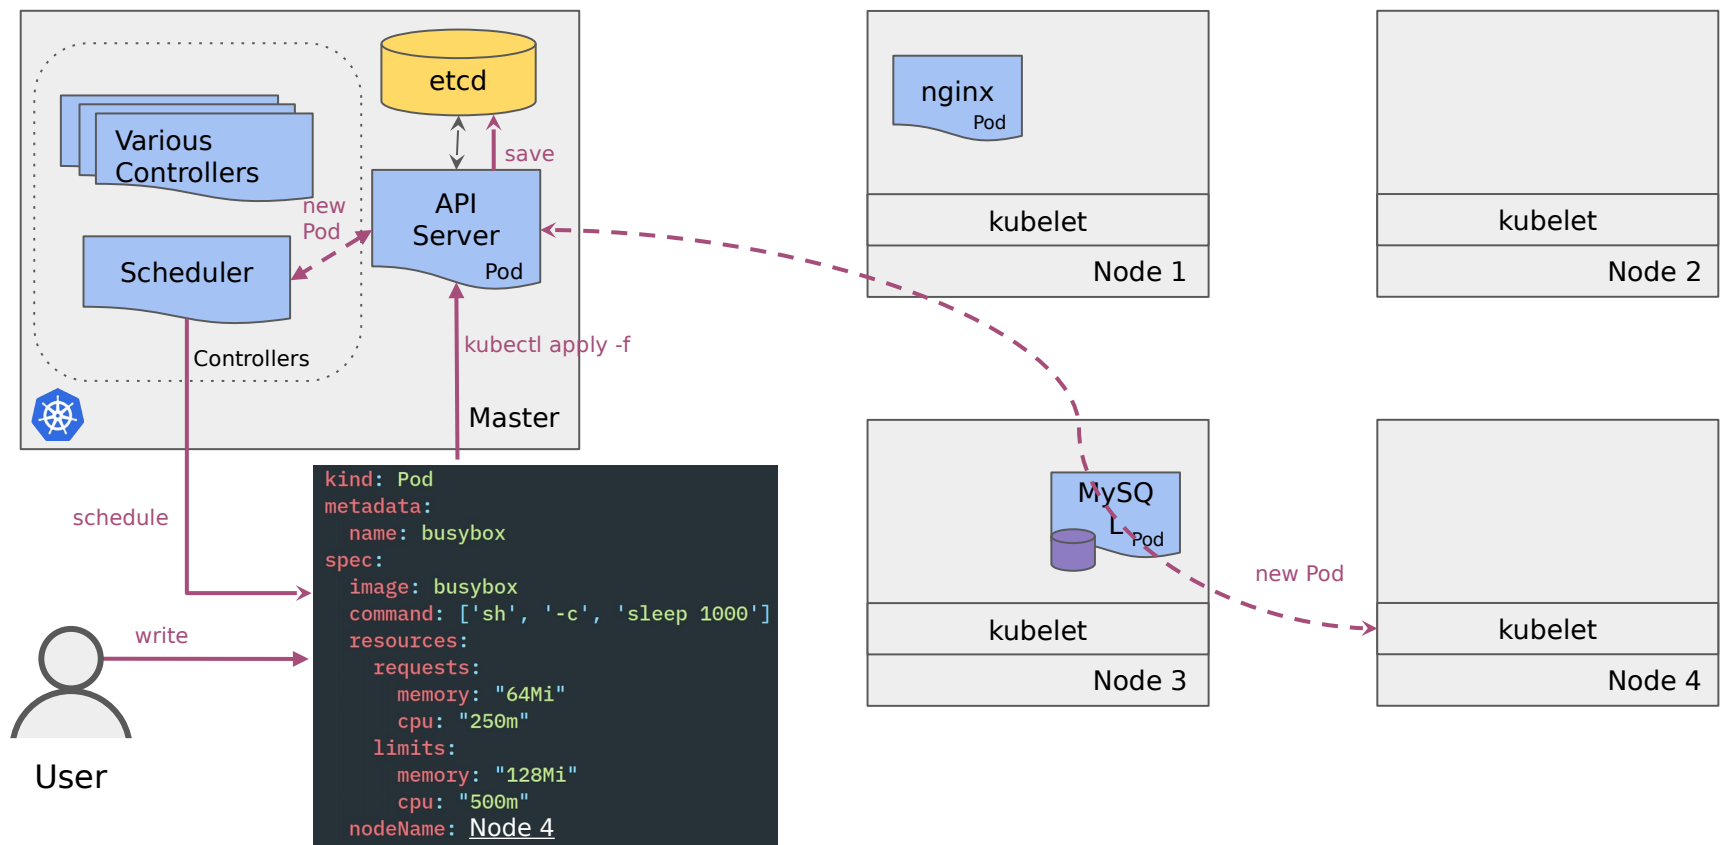 etcd
Various
Controllers
save
new
Pod
API
Server
Pod
Scheduler
Controllers
kubectl apply -f
Master
schedule
write
User
kind: Pod
metadata:
  name: busybox
spec:
  image: busybox
  command: ['sh', '-c', 'sleep 1000']
  resources:
    requests:
      memory: "64Mi"
      cpu: "250m"
    limits:
      memory: "128Mi"
      cpu: "500m"
  nodeName: Node 4
nginx
Pod
kubelet
Node 1
kubelet
Node 2
MySQ
L
Pod
kubelet
Node 3
new Pod
kubelet
Node 4